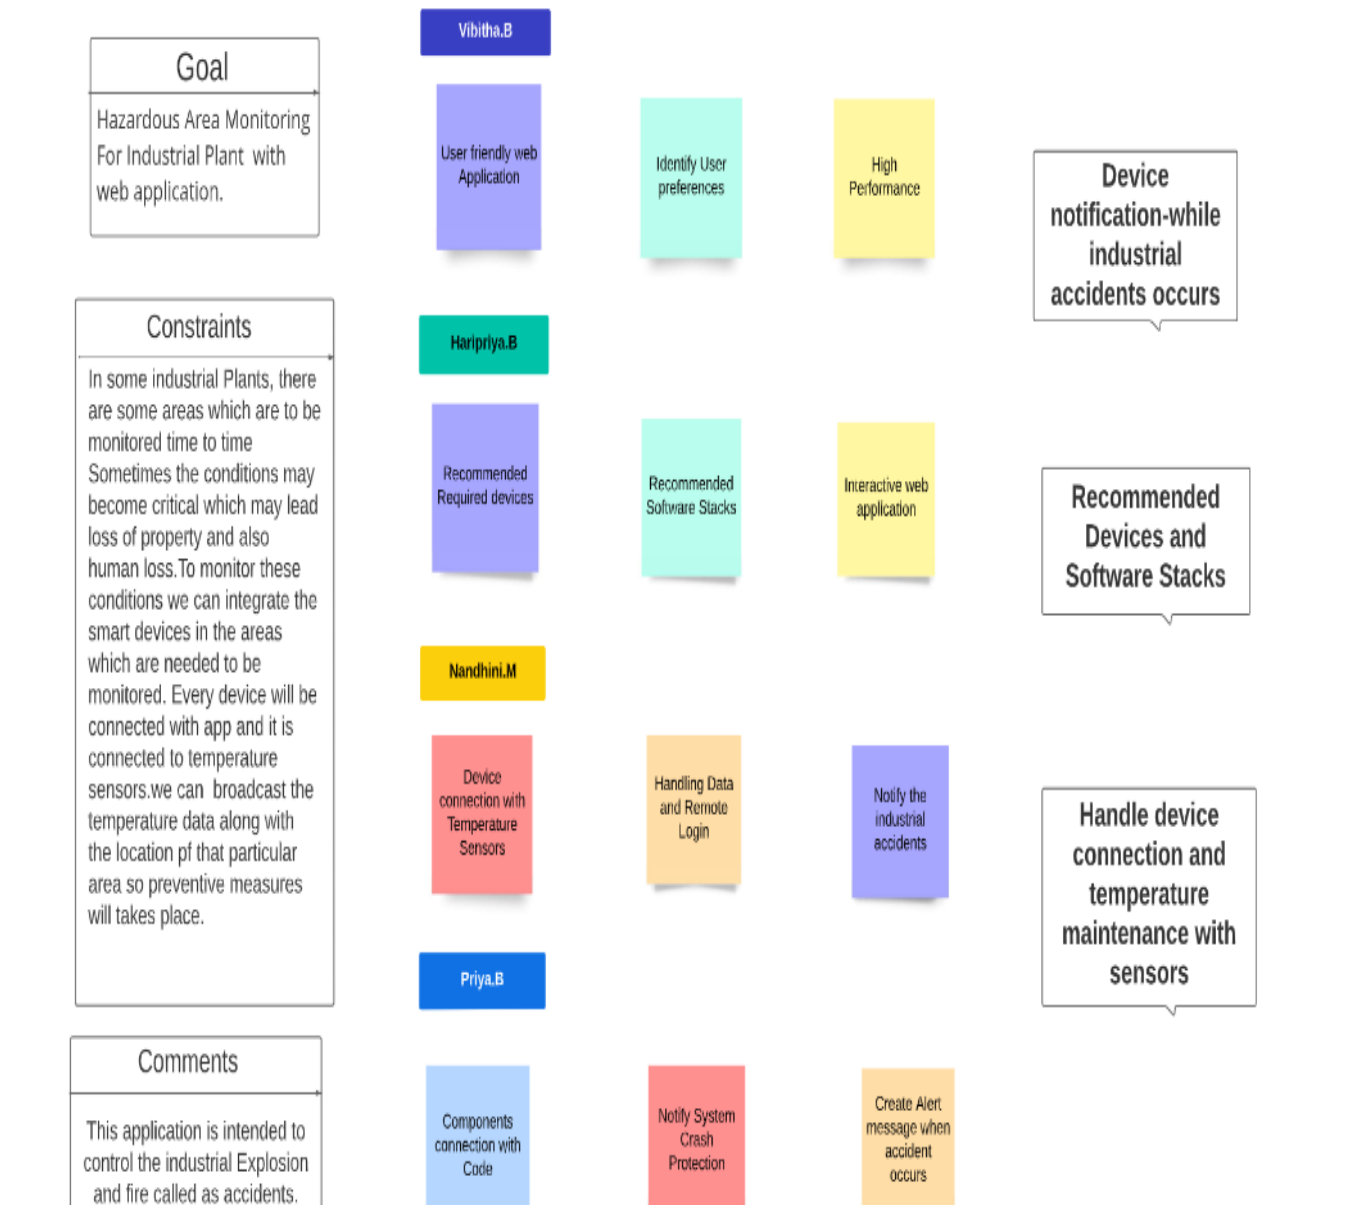 Goal
Hazardous Area Monitoring
For Industrial Plant with
web application.
Constraints
In some industrial Plants, there
are some areas which are to be
monitored time to time
Sometimes the conditions may
become critical which may lead
loss of property and also
human loss.To monitor these
conditions we can integrate the
smart devices in the areas
which are needed to be
monitored. Every device will be
connected with app and it is
connected to temperature
sensors.we can broadcast the
temperature data along with
the location pf that particular
area so preventive measures
will takes place.
Comments
This application is intended to
control the industrial Explosion
and fire called as accidents.
Vibitha.B
User friendly web
Application
Identify User
preferences
High
Performance
Haripriya.B
Recommended
Required devices
Recommended
Software Stacks
Interactive web
application
Nandhini.M
Device
connection with
Temperature
Sensors
Handling Data
and Remote
Login
Notify the
industrial
accidents
Priya.B
Components
connection with
Code
Notify System
Crash
Protection
Create Alert
message when
accident
occurs
Device
notification-while
industrial
accidents occurs
Recommended
Devices and
Software Stacks
Handle device
connection and
temperature
maintenance with
sensors